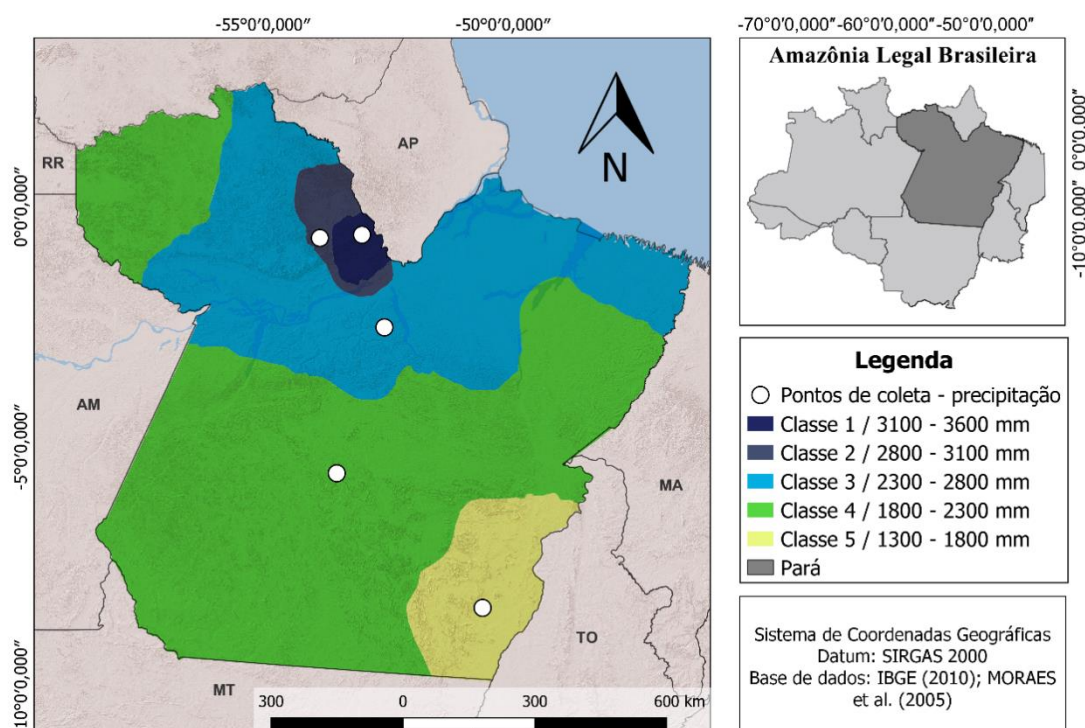 -55°0'0,000"
-50°0'0,000"
-70°0'0,000"
-60°0'0,000"
-50°0'0,000"
Amazônia Legal Brasileira
RR
AP
N
0°0'0,000"
0°0'0,000"
-10°0'0,000"
AM
-5°0'0,000"
MA
TO
MT
-10°0'0,000"
300
0
300
600 km
Legenda
Pontos de coleta - precipitação
Classe 1 / 3100 - 3600 mm
Classe 2 / 2800 - 3100 mm
Classe 3 / 2300 - 2800 mm
Classe 4 / 1800 - 2300 mm
Classe 5 / 1300 - 1800 mm
Pará
Sistema de Coordenadas Geográficas
Datum: SIRGAS 2000
Base de dados: IBGE (2010); MORAES
et al. (2005)